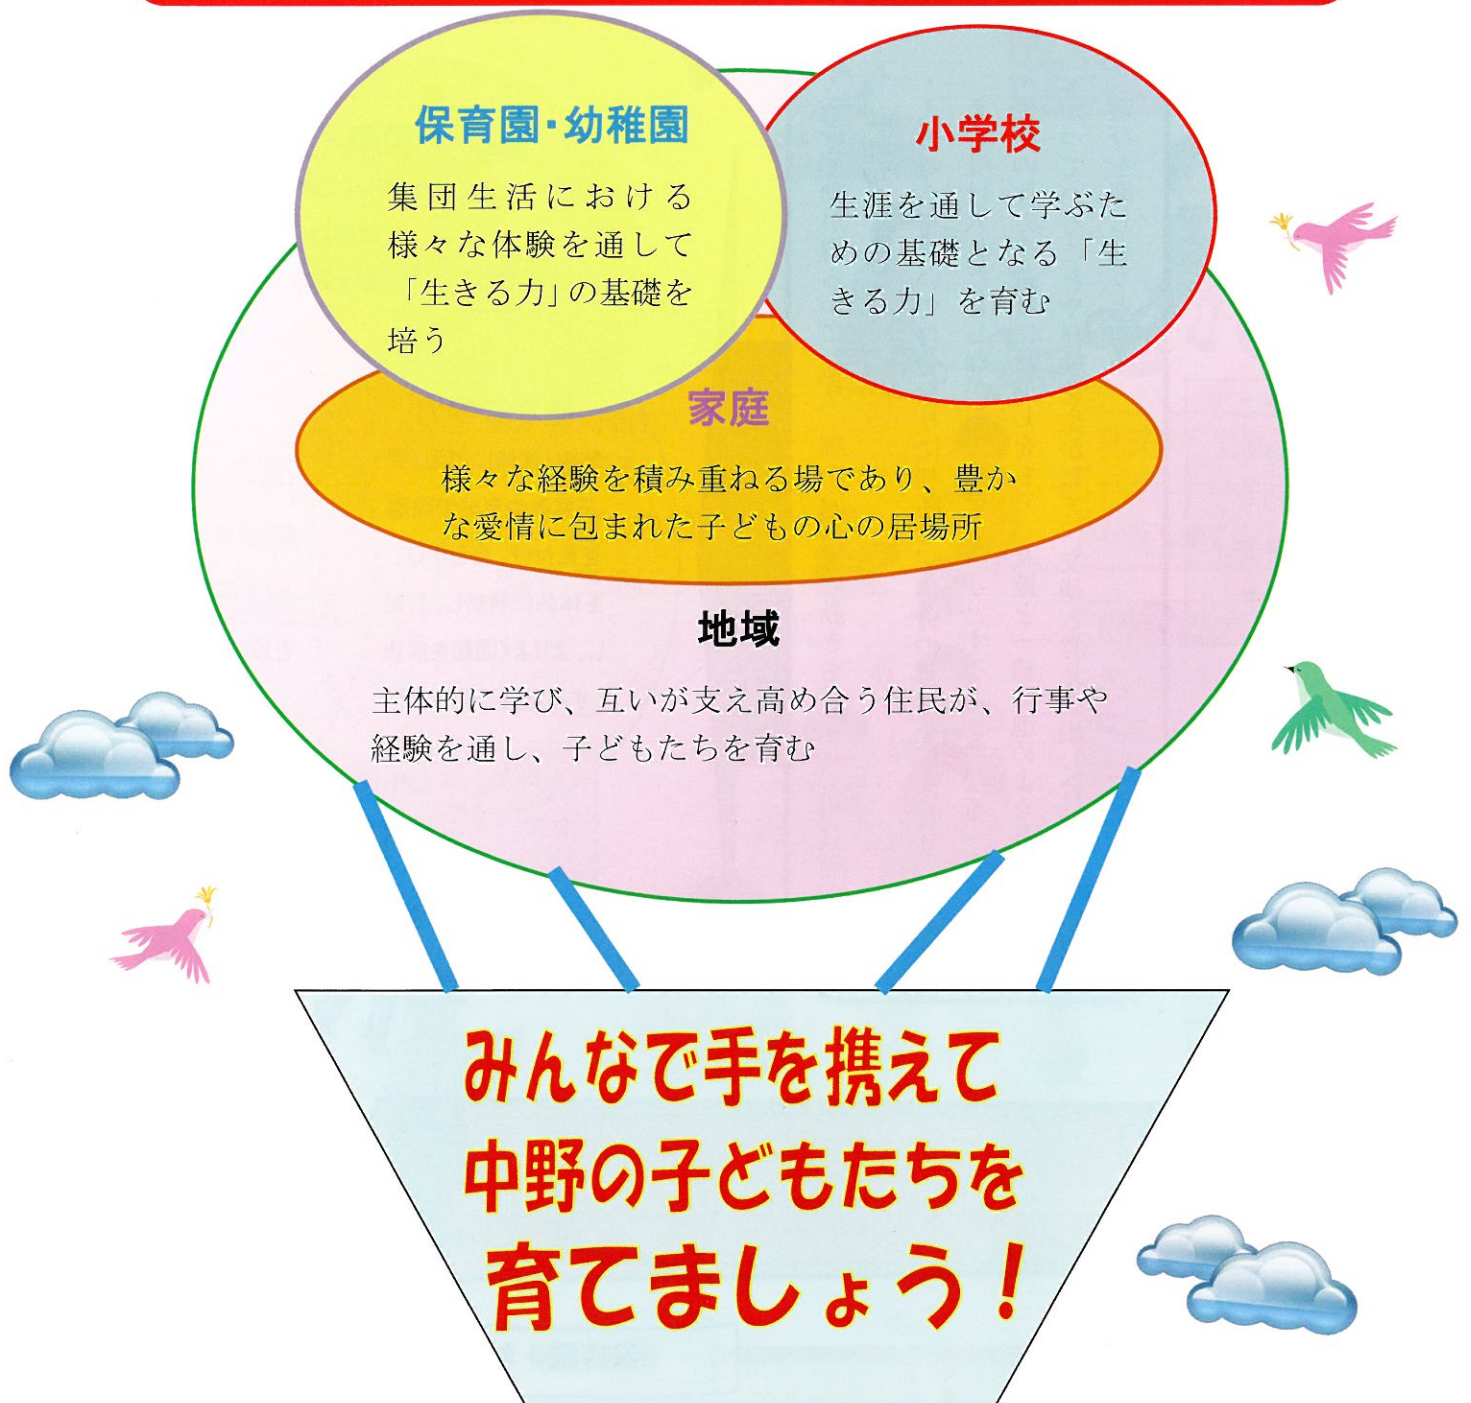 保育園・幼稚園
集団生活における
様々な体験を通して
「生きる力」の基礎を
培う
小学校
生涯を通して学ぶた
めの基礎となる「生
きる力」を育む
家庭
様々な経験を積み重ねる場であり、豊か
な愛情に包まれた子どもの心の居場所
地域
主体的に学び、互いが支え高め合う住民が、行事や
経験を通し、子どもたちを育む
みんなで手を携えて
中野の子どもたちを
育てましょう！